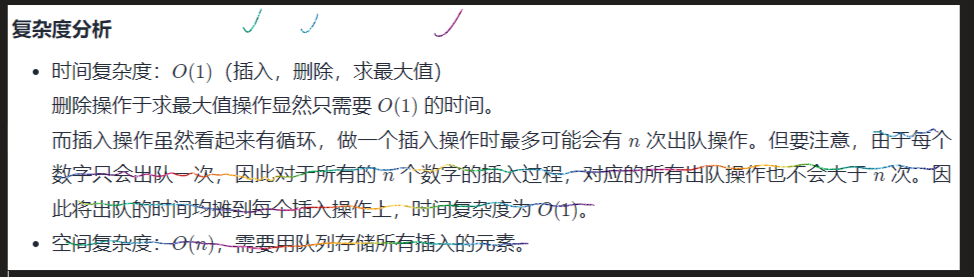 复杂度分析
• 时间复杂度：O(1)（插入，删除，求最大值）
删除操作于求最大值操作显然只需要 O(1) 的时间。
而插入操作虽然看起来有循环，做一个插入操作时最多可能会有 n 次出队操作。但要注意，由于每个
数字只会出队一次，因此对于所有的 n 个数字的插入过程，对应的所有出队操作也不会大于 n 次。因
此将出队的时间均摊到每个插入操作上，时间复杂度为 O(1)。
• 空间复杂度：O(n)，需要用队列存储所有插入的元素。